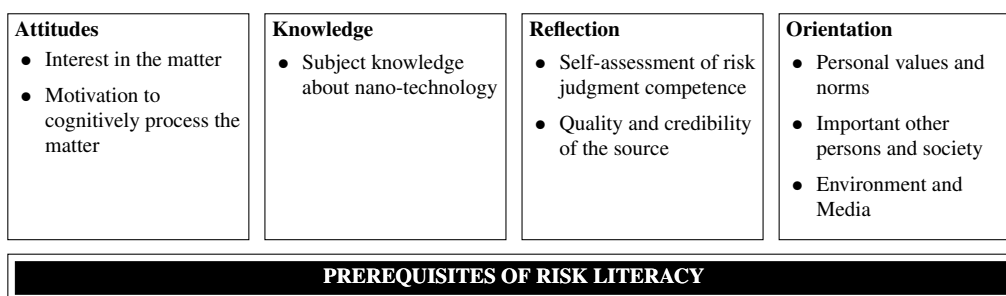 Attitudes
• Interest in the matter
• Motivation to
cognitively process the
matter
Knowledge
• Subject knowledge
about nano-technology
Reflection
• Self-assessment of risk
judgment competence
• Quality and credibility
of the source
Orientation
• Personal values and
norms
• Important other
persons and society
• Environment and
Media
PREREQUISITES OF RISK LITERACY